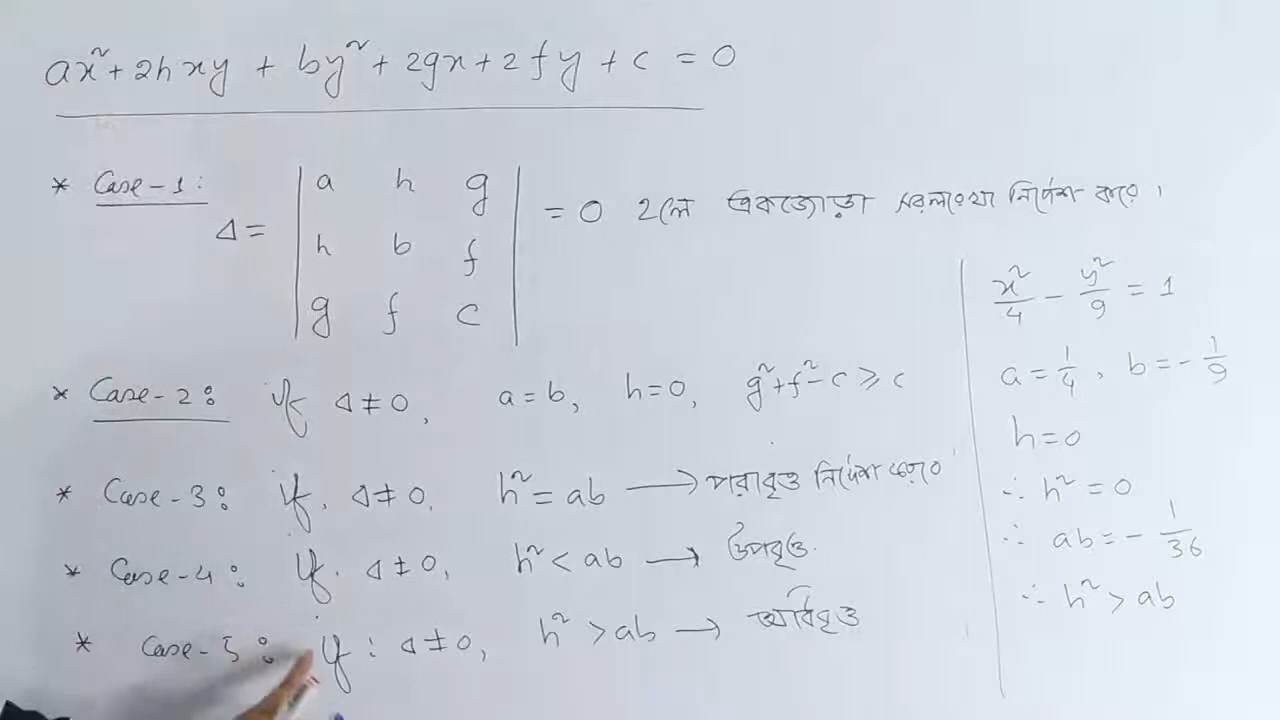 ax² + 2hxy + by² + 2gx + 2fy + c = 0
* Case-1: Δ = | a h g | = 0 হলে একজোড়া সরলরেখা নির্দেশ করে।
| h b f |
| g f c |
* Case-2: if Δ ≠ 0, a = b, h = 0, g² + f² - c ≥ c
* Case-3: if, Δ ≠ 0, h² = ab → পরাবৃত্ত নির্দেশ করে
* Case-4: if. Δ ≠ 0, h² < ab → উপবৃত্ত.
* Case-5: if: Δ ≠ 0, h² > ab → অধিবৃত্ত
x²/4 - y²/9 = 1
a = 1/4, b = - 1/9
h = 0
∴ h² = 0
∴ ab = - 1/36
∴ h² > ab